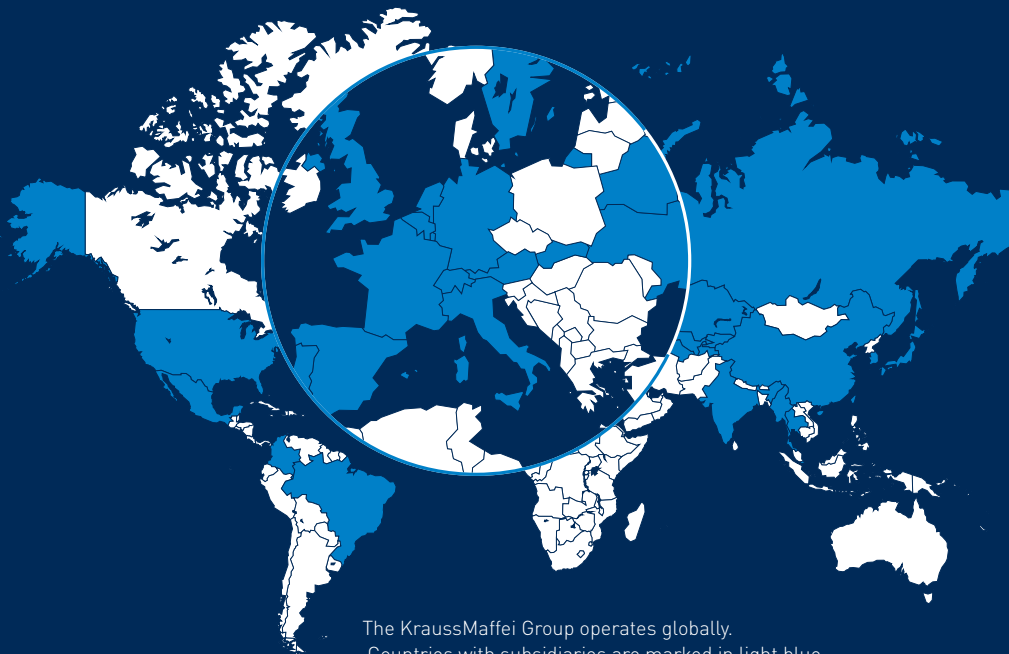 The KraussMaffei Group operates globally.
Countries with subsidiaries are marked in light blue.